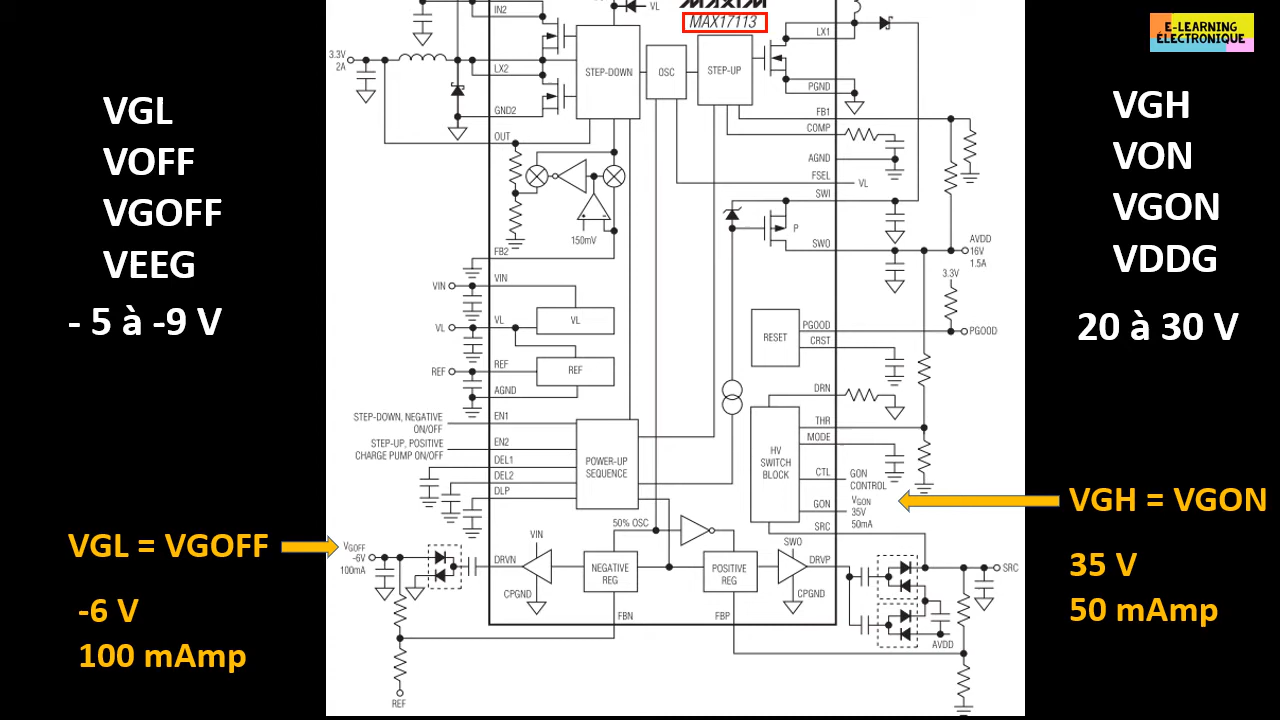 VGL
VOFF
VGOFF
VEEG
- 5 à -9 V
VGL = VGOFF
-6 V
100 mAmp
IN2
VL
MAXIM
MAX17113
LX1
3.3V
2A
LX2
STEP-DOWN
OSC
STEP-UP
PGND
GND2
FB1
COMP
OUT
AGND
FSEL
VL
SWI
150mV
P
SWO
AVDD
16V
1.5A
FB2
3.3V
VIN
VIN
VL
VL
VL
RESET
PGOOD
PGOOD
CRST
REF
REF
REF
AGND
DRN
STEP-DOWN, NEGATIVE
ON/OFF
EN1
THR
MODE
STEP-UP, POSITIVE
CHARGE PUMP ON/OFF
EN2
DEL1
DEL2
DLP
POWER-UP
SEQUENCE
HV
SWITCH
BLOCK
CTL
GON
CONTROL
GON
VGON
35V
50mA
SRC
50% OSC
VIN
SWO
VGOFF
-6V
100mA
DRVN
NEGATIVE
REG
POSITIVE
REG
DRVP
SRC
CPGND
CPGND
FBN
FBP
AVDD
REF
E-LEARNING
ÉLECTRONIQUE
VGH
VON
VGON
VDDG
20 à 30 V
VGH = VGON
35 V
50 mAmp